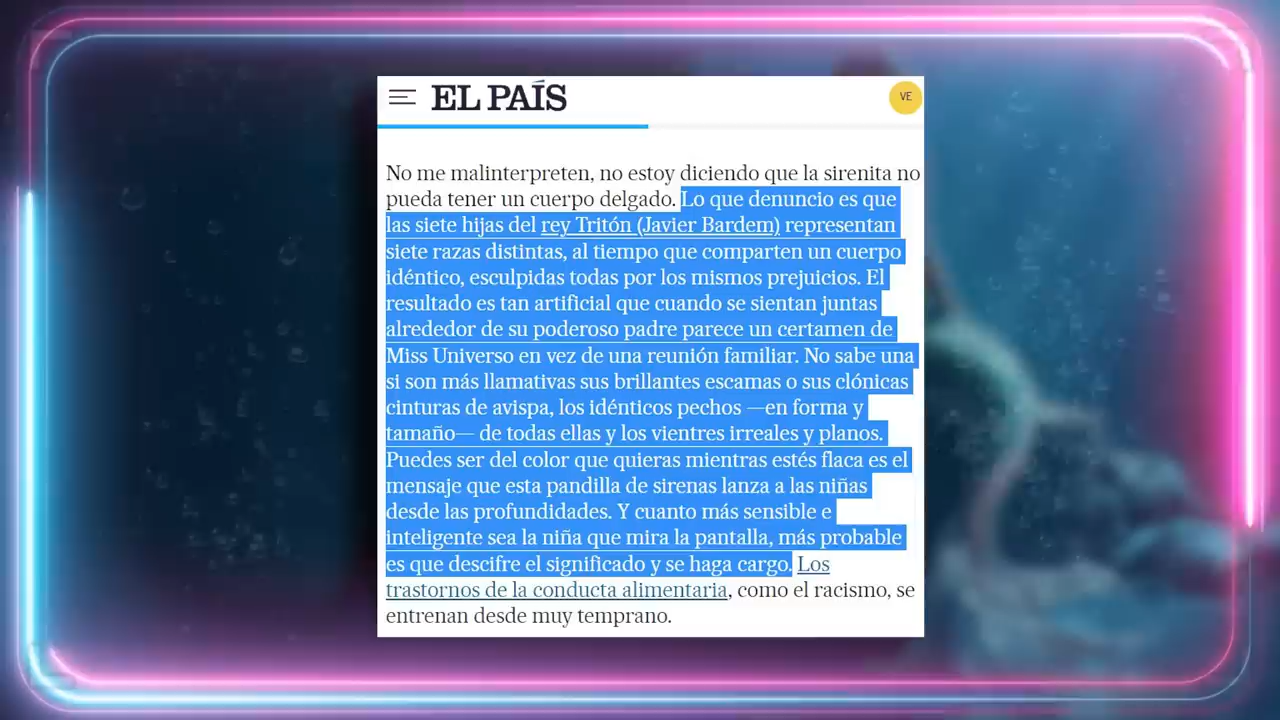 EL PAÍS
VE
No me malinterpreten, no estoy diciendo que la sirenita no
pueda tener un cuerpo delgado. Lo que denuncio es que
las siete hijas del rey Tritón (Javier Bardem) representan
siete razas distintas, al tiempo que comparten un cuerpo
idéntico, esculpidas todas por los mismos prejuicios. El
resultado es tan artificial que cuando se sientan juntas
alrededor de su poderoso padre parece un certamen de
Miss Universo en vez de una reunión familiar. No sabe una
si son más llamativas sus brillantes escamas o sus clónicas
cinturas de avispa, los idénticos pechos —en forma y
tamaño— de todas ellas y los vientres irreales y planos.
Puedes ser del color que quieras mientras estés flaca es el
mensaje que esta pandilla de sirenas lanza a las niñas
desde las profundidades. Y cuanto más sensible e
inteligente sea la niña que mira la pantalla, más probable
es que descifre el significado y se haga cargo. Los
trastornos de la conducta alimentaria, como el racismo, se
entrenan desde muy temprano.